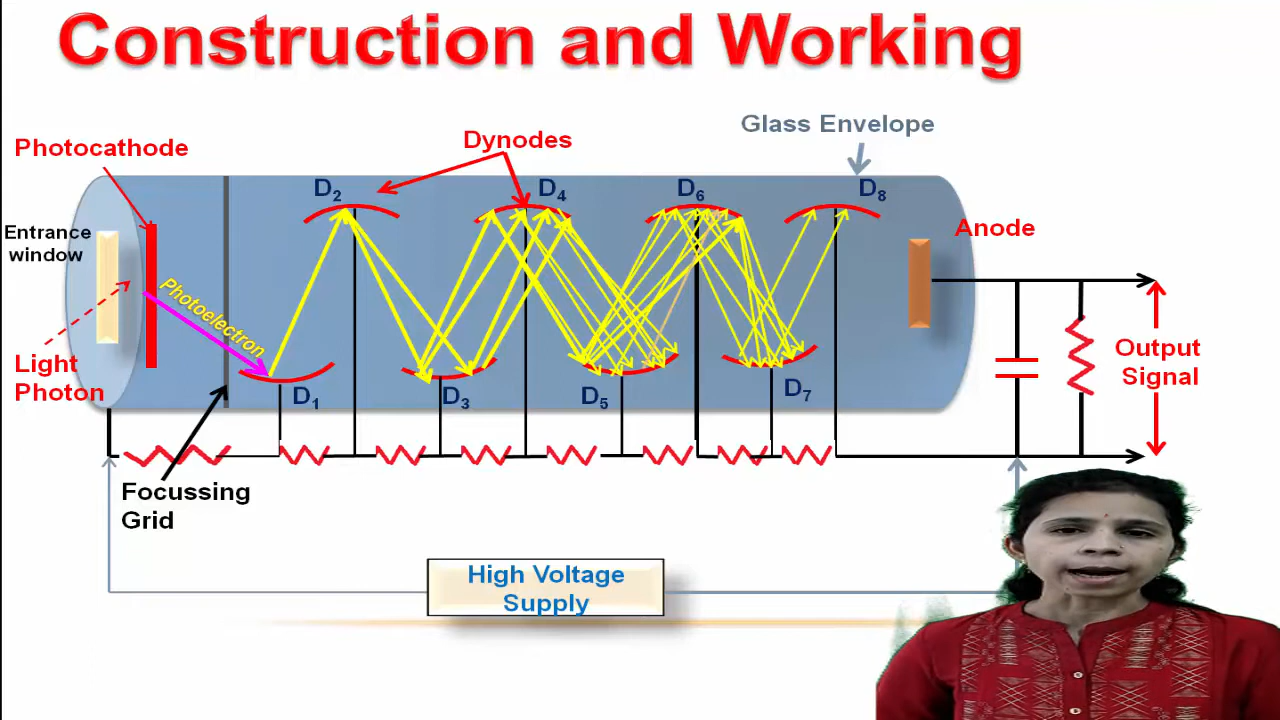 Construction and Working
Glass Envelope
Photocathode
Dynodes
D2
D4
D6
D8
Entrance
window
Anode
Photoelectron
Light
Photon
Output
Signal
D1
D3
D5
D7
Focussing
Grid
High Voltage
Supply